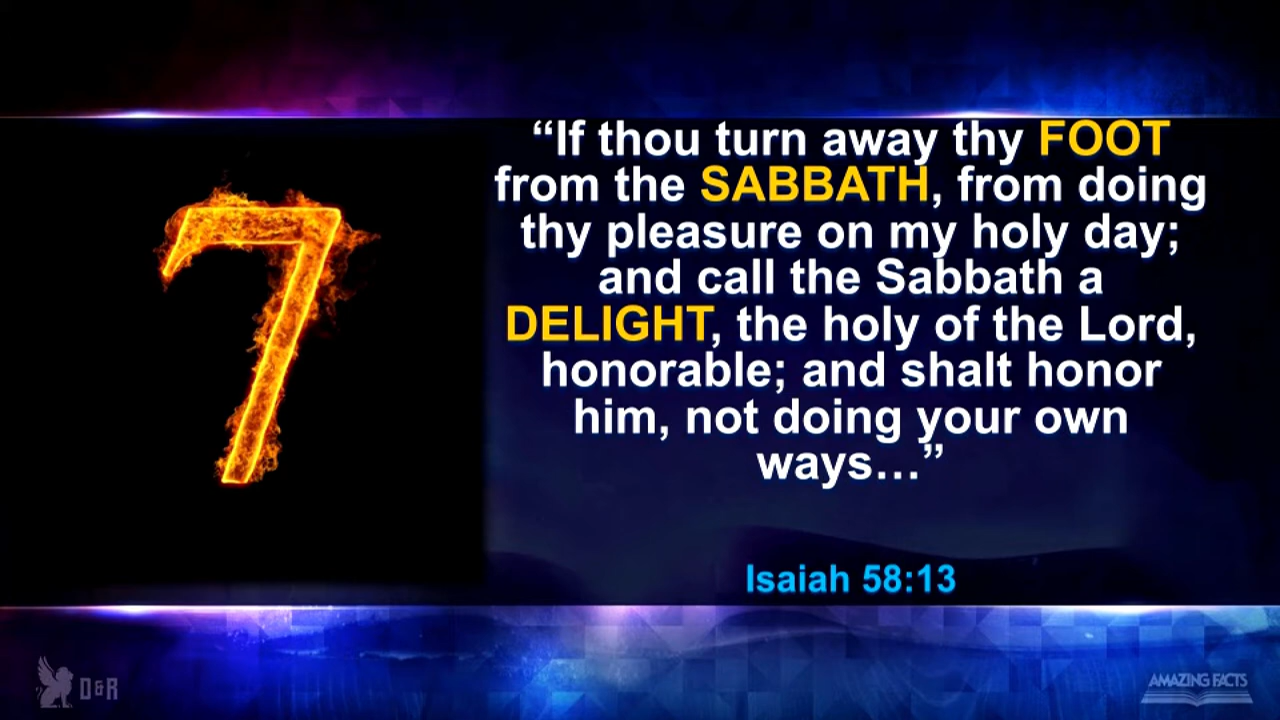 7
“If thou turn away thy FOOT
from the SABBATH, from doing
thy pleasure on my holy day;
and call the Sabbath a
DELIGHT, the holy of the Lord,
honorable; and shalt honor
him, not doing your own
ways…”
Isaiah 58:13
D&R
AMAZING FACTS